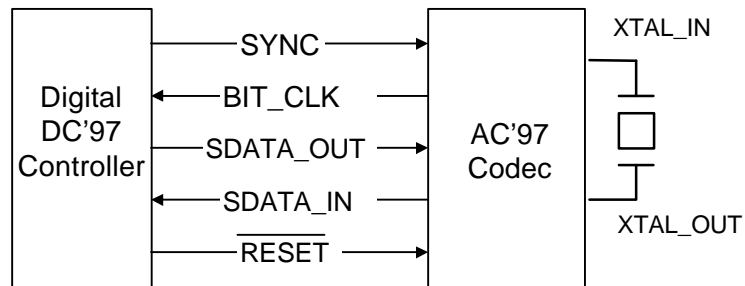 SYNC
XTAL_IN
BIT_CLK
Digital
DC'97
Controller
SDATA_OUT
AC'97
Codec
SDATA_IN
XTAL_OUT
RESET